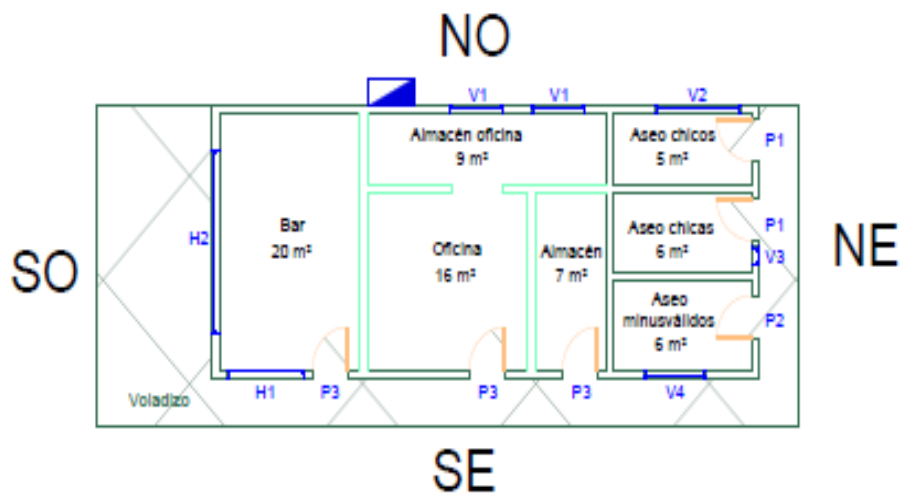 NO
V1
V1
V2
Almacén oficina
9 m²
Aseo chicos
5 m²
P1
Bar
20 m²
H2
SO
Oficina
16 m²
Almacén
7 m²
Aseo chicas
6 m²
P1
V3
NE
Aseo
minusválidos
6 m²
P2
Voladizo
H1
P3
P3
P3
V4
SE